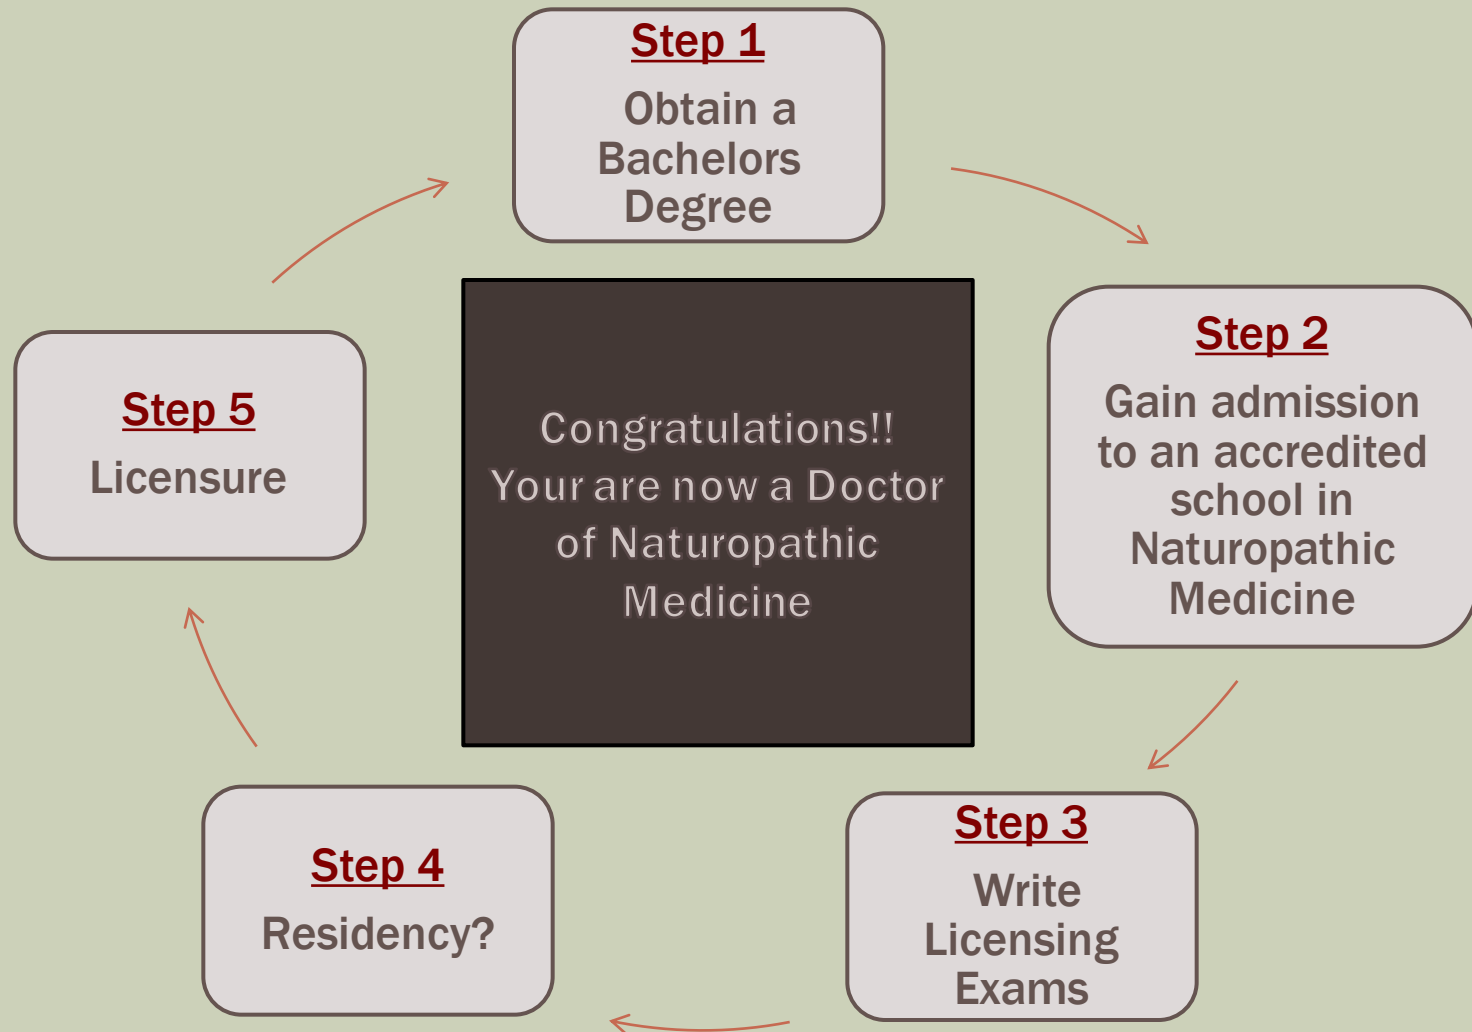 Step 1
Obtain a
Bachelors
Degree
Step 2
Gain admission
to an accredited
school in
Naturopathic
Medicine
Step 3
Write
Licensing
Exams
Step 4
Residency?
Step 5
Licensure
Congratulations!!
Your are now a Doctor
of Naturopathic
Medicine